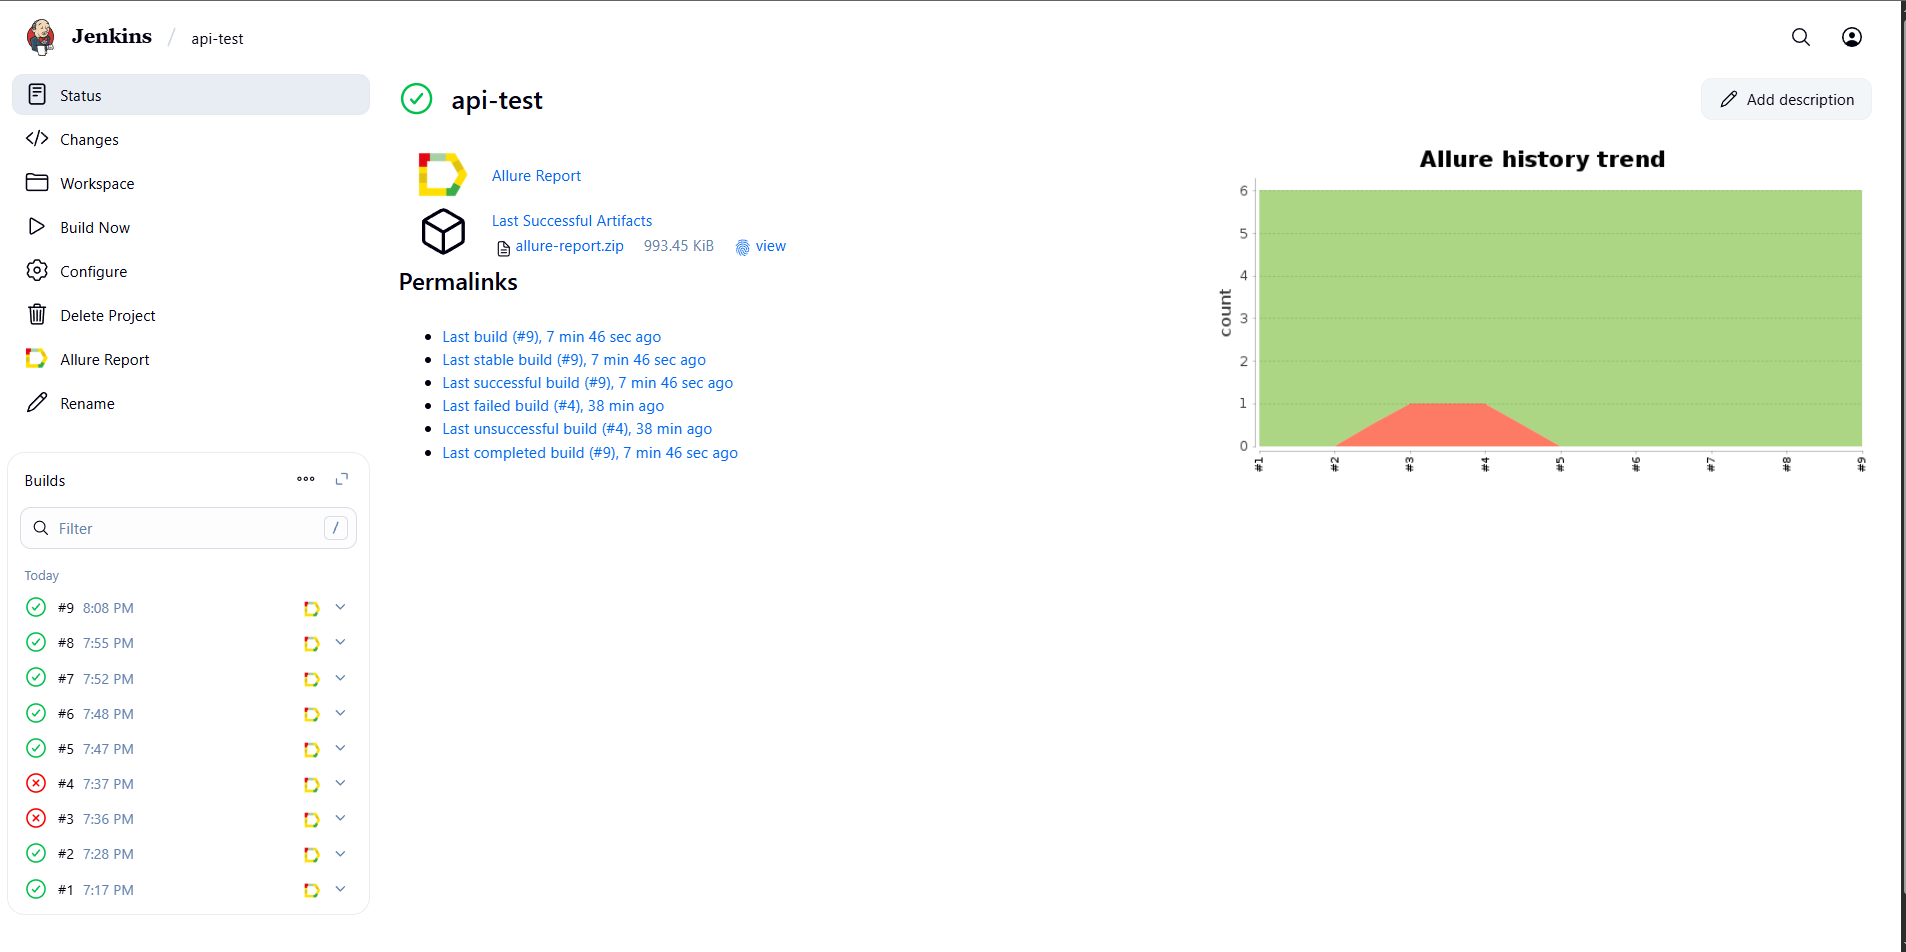 Jenkins / api-test
Status
Changes
Workspace
Build Now
Configure
Delete Project
Allure Report
Rename
Builds
Filter /
Today
#9 8:08 PM
#8 7:55 PM
#7 7:52 PM
#6 7:48 PM
#5 7:47 PM
#4 7:37 PM
#3 7:36 PM
#2 7:28 PM
#1 7:17 PM
api-test
Add description
Allure Report
Last Successful Artifacts
allure-report.zip 993.45 KiB view
Permalinks
Last build (#9), 7 min 46 sec ago
Last stable build (#9), 7 min 46 sec ago
Last successful build (#9), 7 min 46 sec ago
Last failed build (#4), 38 min ago
Last unsuccessful build (#4), 38 min ago
Last completed build (#9), 7 min 46 sec ago
Allure history trend
count
6
5
4
3
2
1
0
#1 #2 #3 #4 #5 #6 #7 #8 #9